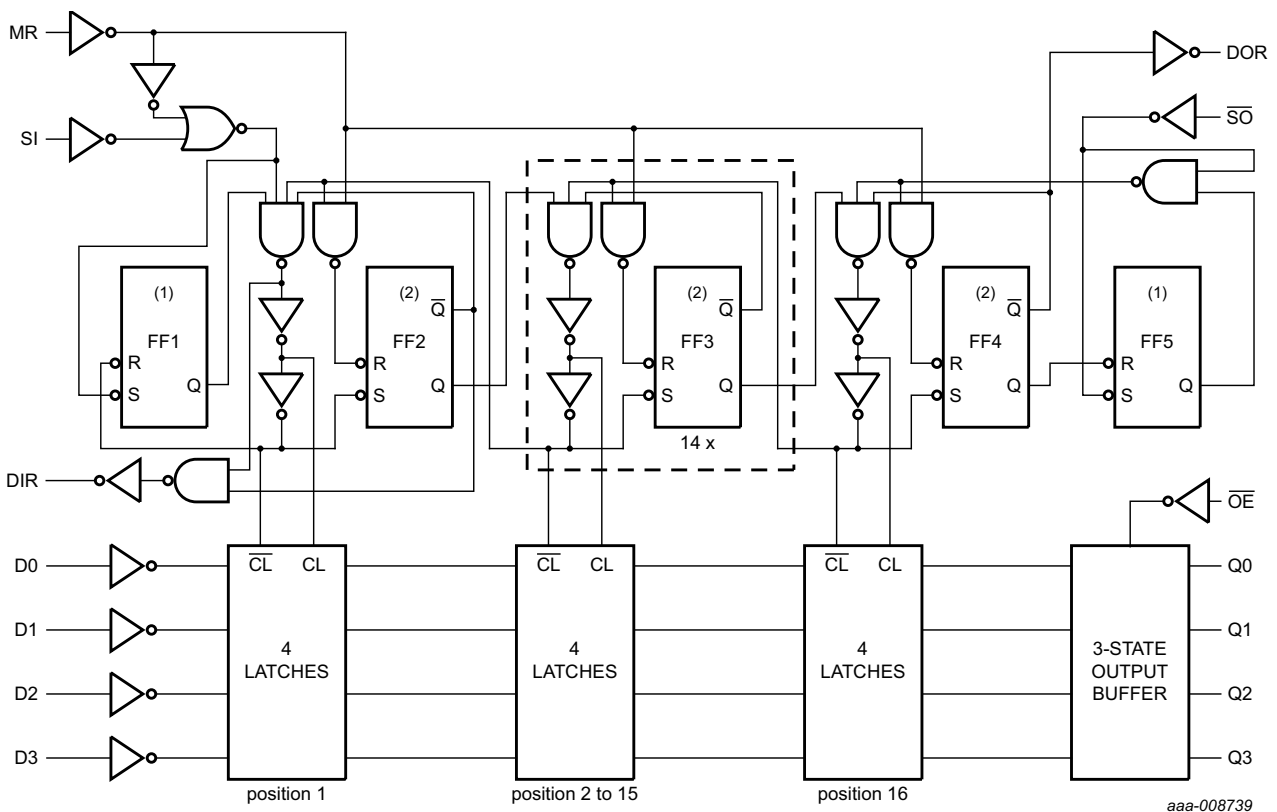 MR
DOR
SO
SI
(1)
FF1
R
S
Q
(2)
FF2
Q
R
S
Q
(2)
FF3
Q
R
S
Q
14 x
(2)
FF4
Q
R
S
Q
(1)
FF5
R
S
Q
DIR
OE
D0
D1
D2
D3
CL CL
4
LATCHES
position 1
CL CL
4
LATCHES
position 2 to 15
CL CL
4
LATCHES
position 16
3-STATE
OUTPUT
BUFFER
Q0
Q1
Q2
Q3
aaa-008739